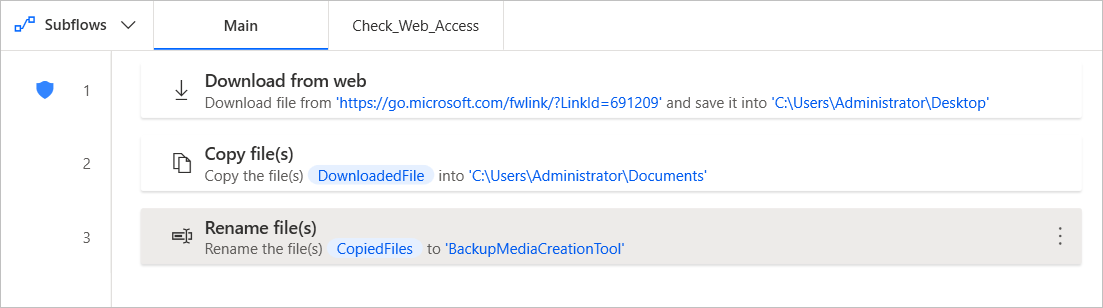 Subflows Main Check_Web_Access
1 Download from web
Download file from 'https://go.microsoft.com/fwlink/?LinkId=691209' and save it into 'C:\Users\Administrator\Desktop'
2 Copy file(s)
Copy the file(s) DownloadedFile into 'C:\Users\Administrator\Documents'
3 Rename file(s)
Rename the file(s) CopiedFiles to 'BackupMediaCreationTool'